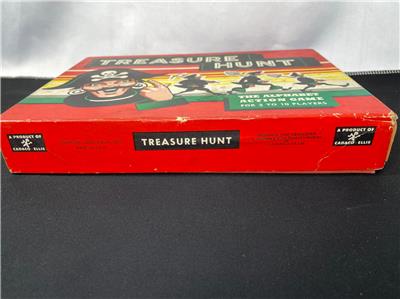 TREASURE
HUNT
THE ALPHABET
ACTION GAME
FOR 2 TO 10 PLAYERS
A PRODUCT OF
CADACO ELLIS
TREASURE HUNT
A PRODUCT OF
CADACO ELLIS